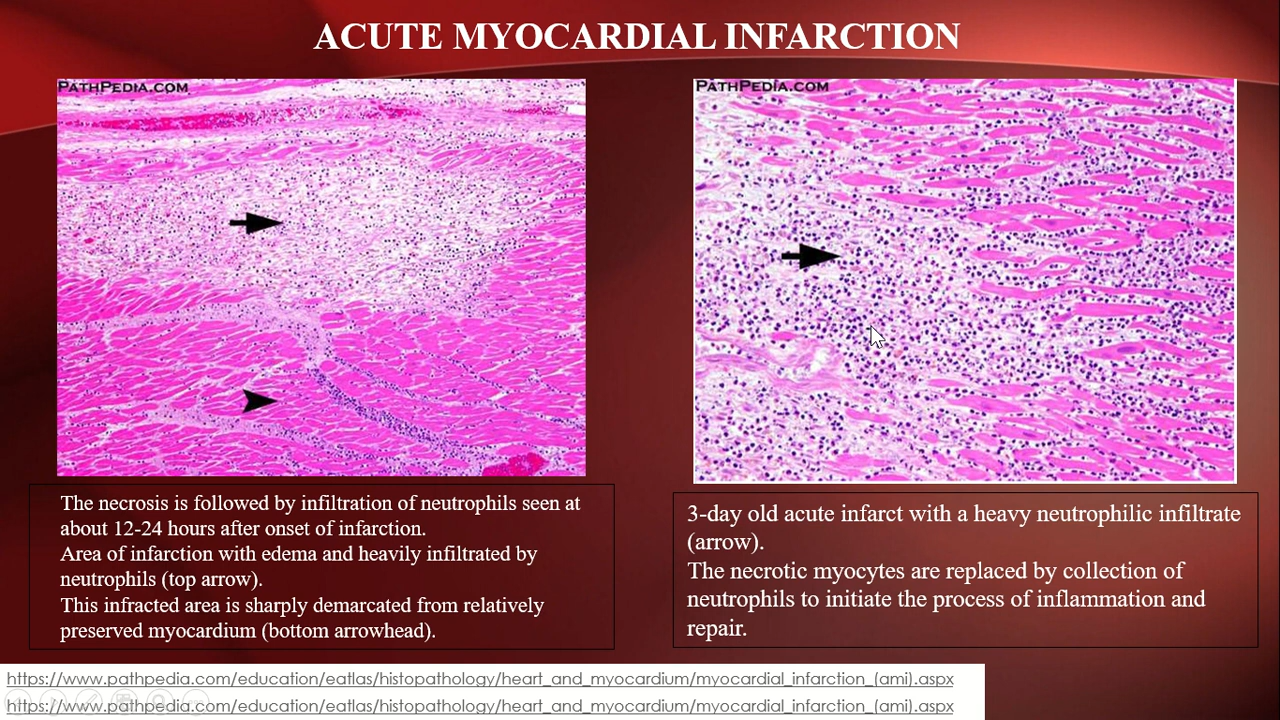 ACUTE MYOCARDIAL INFARCTION
PATHPEDIA.COM
The necrosis is followed by infiltration of neutrophils seen at
about 12-24 hours after onset of infarction.
Area of infarction with edema and heavily infiltrated by
neutrophils (top arrow).
This infracted area is sharply demarcated from relatively
preserved myocardium (bottom arrowhead).
PATHPEDIA.COM
3-day old acute infarct with a heavy neutrophilic infiltrate
(arrow).
The necrotic myocytes are replaced by collection of
neutrophils to initiate the process of inflammation and
repair.
https://www.pathpedia.com/education/eatlas/histopathology/heart_and_myocardium/myocardial_infarction_(ami).aspx
https://www.pathpedia.com/education/eatlas/histopathology/heart_and_myocardium/myocardial_infarction_(ami).aspx